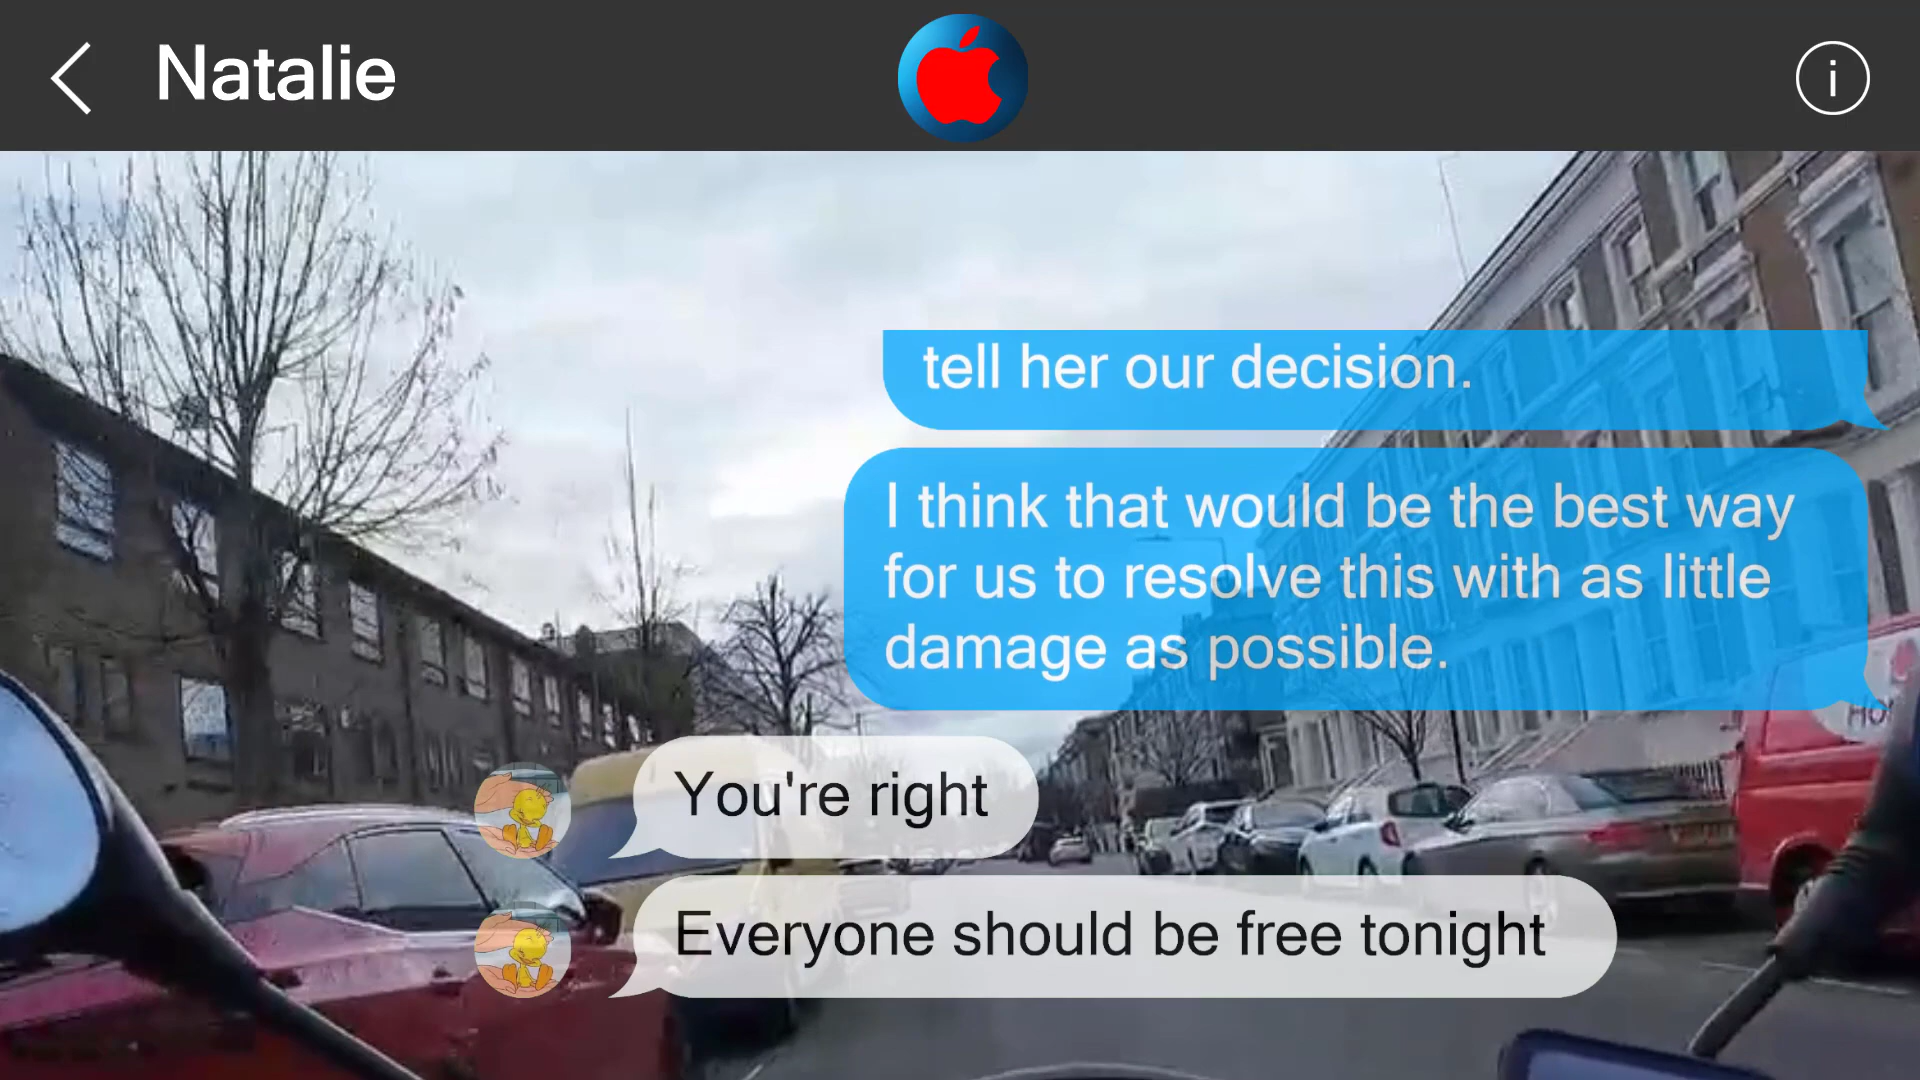 Natalie
i
tell her our decision.
I think that would be the best way
for us to resolve this with as little
damage as possible.
You're right
Everyone should be free tonight